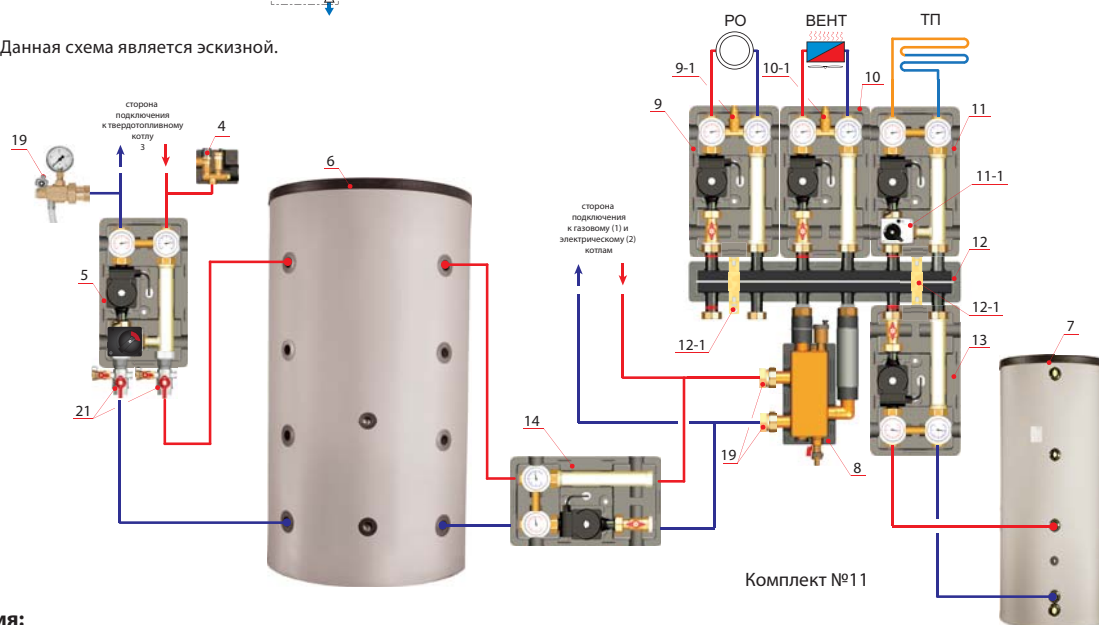 Данная схема является эскизной.
РО
ВЕНТ
ТП
9-1
10-1
10
9
11
сторона
подключения
к твердотопливному
котлу
3
19
4
6
11-1
сторона
подключения
к газовому (1) и
электрическому (2)
котлам
12
5
12-1
12-1
13
7
21
14
19
8
Комплект №11
ия: